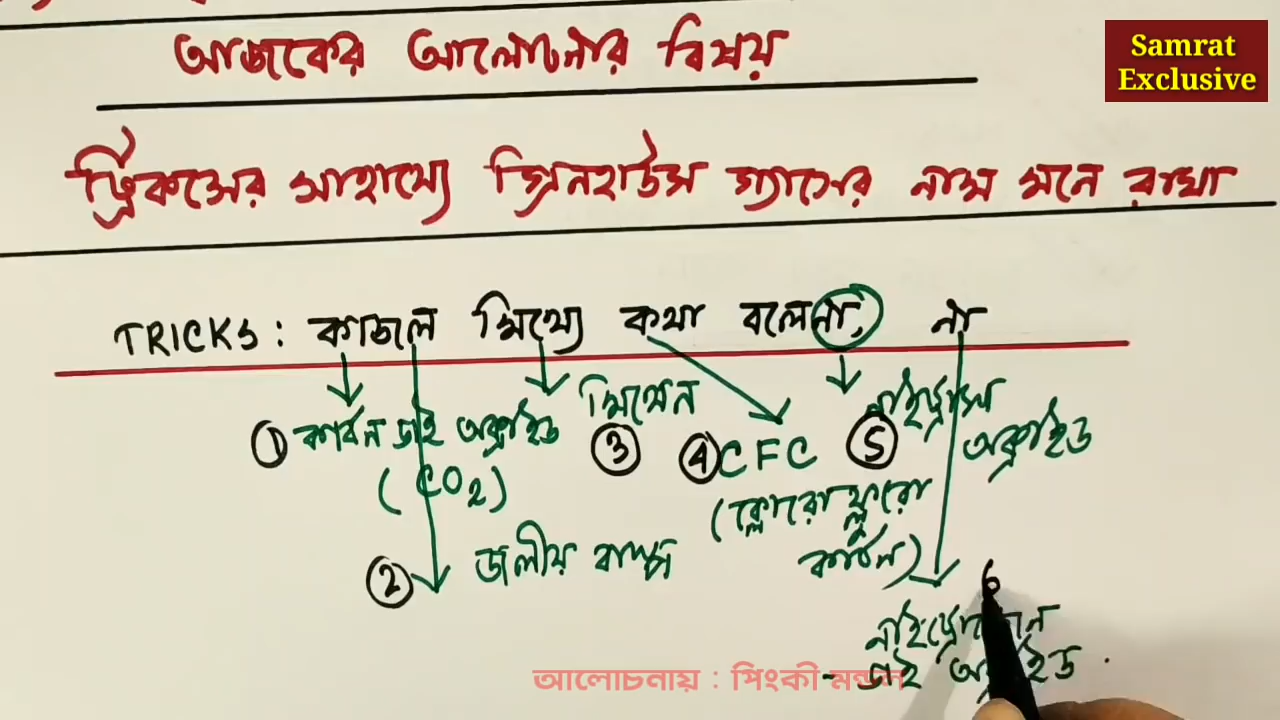 Samrat
Exclusive
আজকের আলোচনার বিষয়
ট্রিকসের সাহায্যে গ্রিনহাউস গ্যাসের নাম মনে রাখা
TRICKS: কাজল মিথ্যে কথা বলেনা, না
① কার্বন ডাই অক্সাইড
(CO2)
② জলীয় বাষ্প
মিথেন
③
④ CFC
(ক্লোরোফ্লুরো
কার্বন)
⑤ নাইট্রাস
অক্সাইড
6
নাইট্রোজেন
ডাই অক্সাইড
আলোচনায় : পিংকী মন্ডল